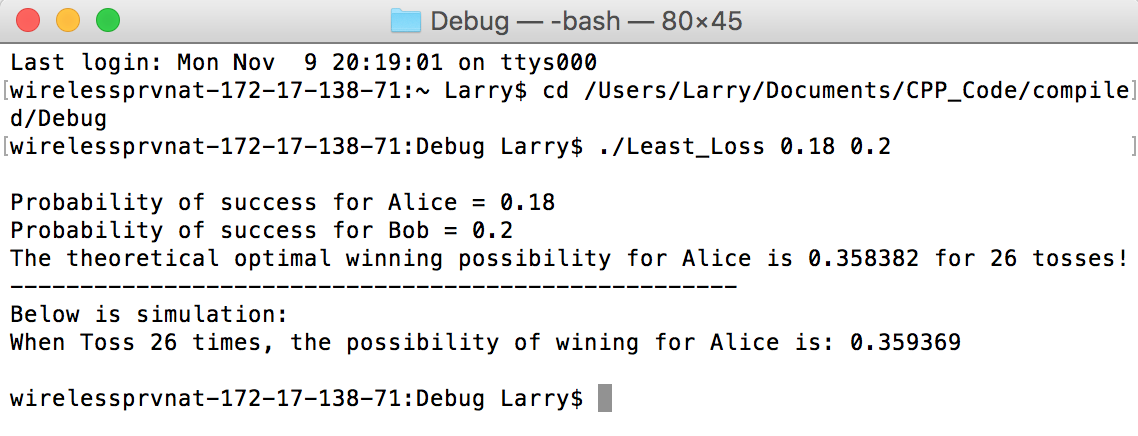 Debug — -bash — 80×45
Last login: Mon Nov  9 20:19:01 on ttys000
[wirelessprvnat-172-17-138-71:~ Larry$ cd /Users/Larry/Documents/CPP_Code/compile]
d/Debug
[wirelessprvnat-172-17-138-71:Debug Larry$ ./Least_Loss 0.18 0.2                 ]
Probability of success for Alice = 0.18
Probability of success for Bob = 0.2
The theoretical optimal winning possibility for Alice is 0.358382 for 26 tosses!
----------------------------------------------------
Below is simulation:
When Toss 26 times, the possibility of wining for Alice is: 0.359369
wirelessprvnat-172-17-138-71:Debug Larry$